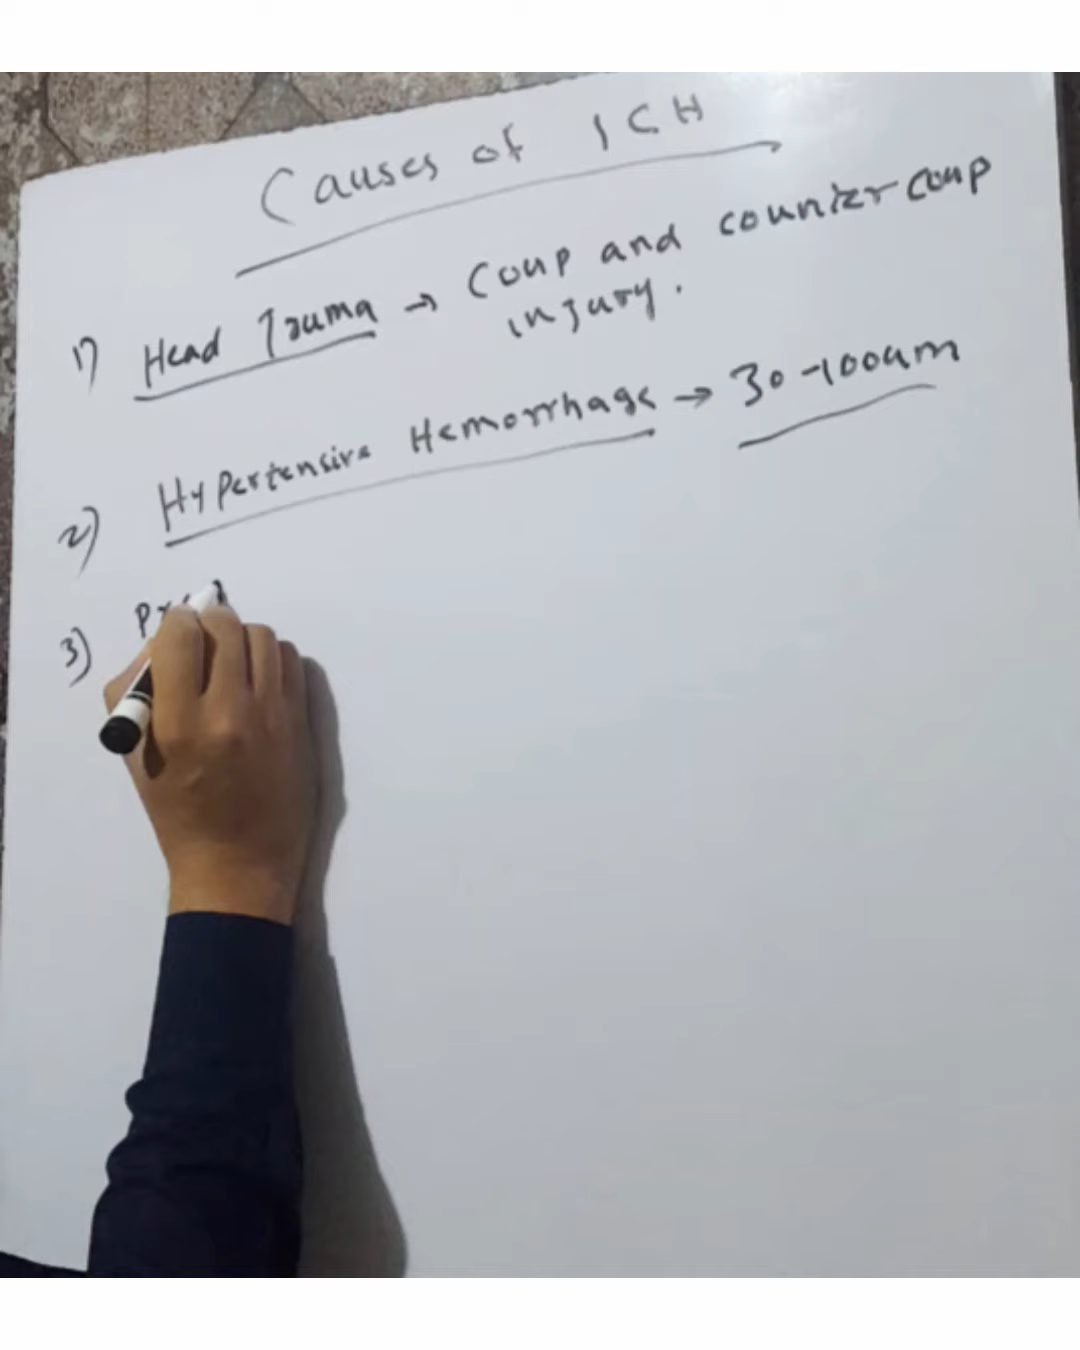 Causes of ICH
1) Head Trauma → Coup and counter coup
injury.
2) Hypertensive Hemorrhage → 30-100um
3)